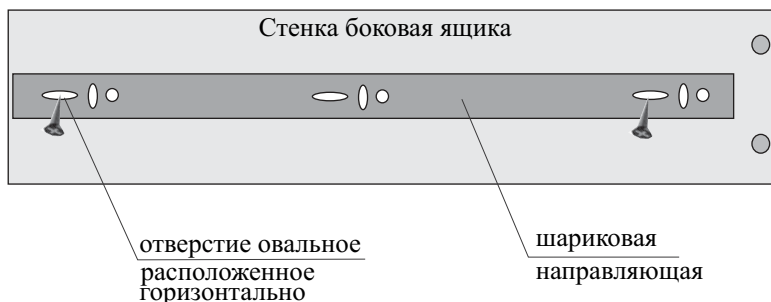 Стенка боковая ящика
отверстие овальное
расположенное
горизонтально
шариковая
направляющая